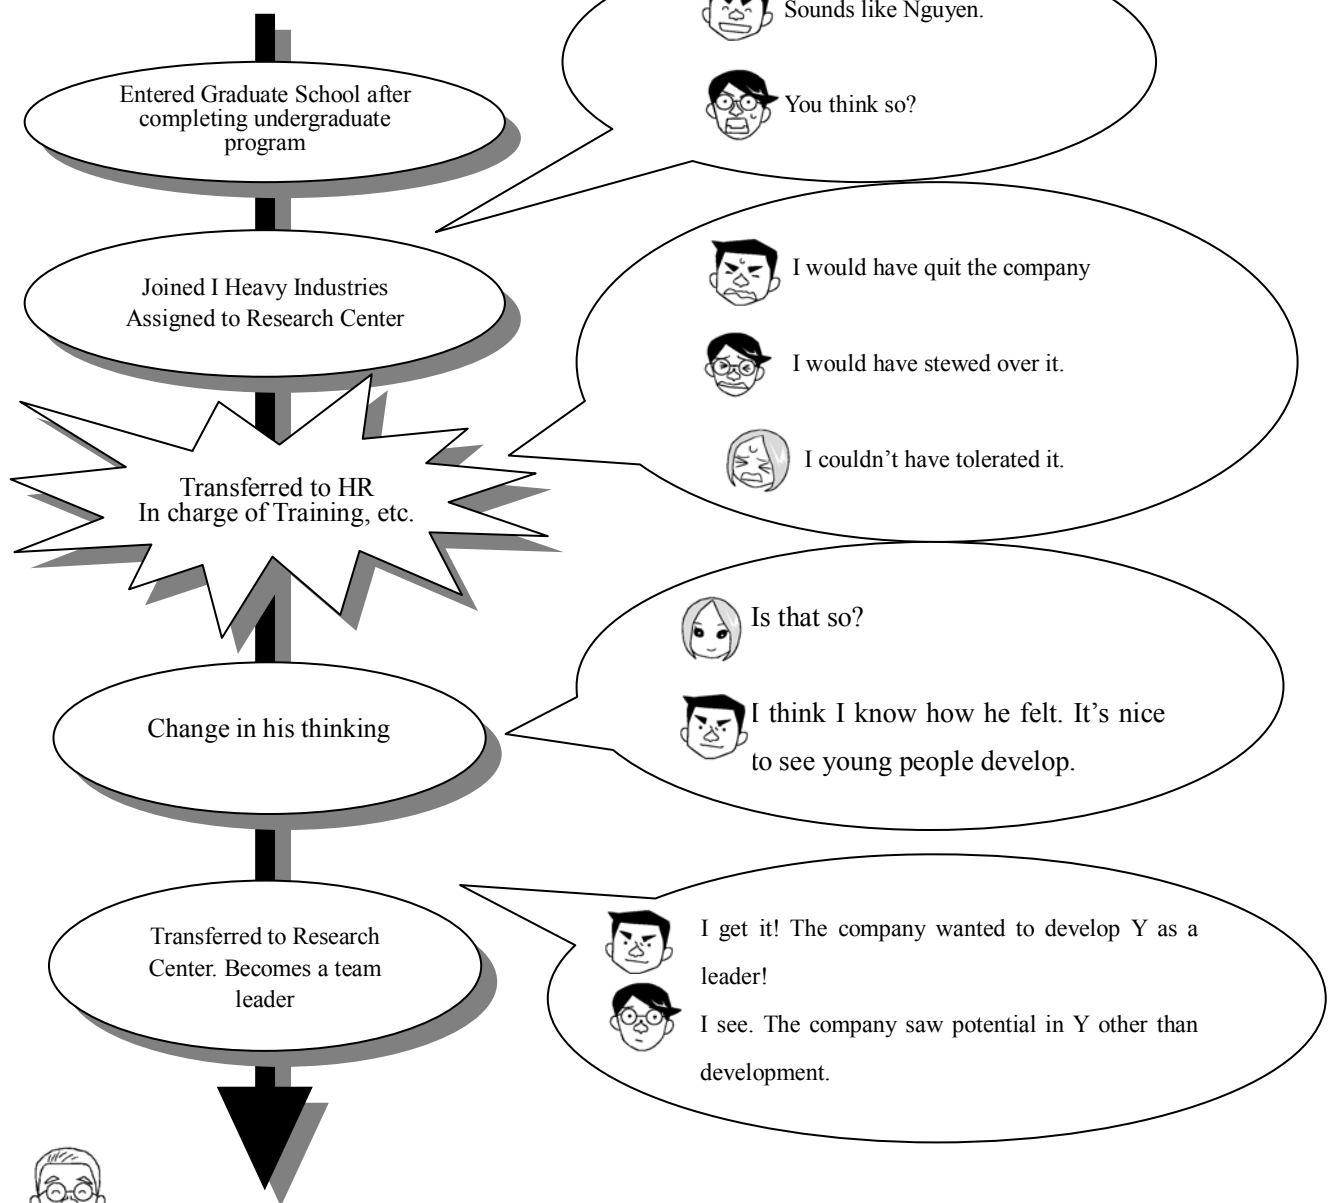 Sounds like Nguyen.
You think so?
Entered Graduate School after
completing undergraduate
program
Joined I Heavy Industries
Assigned to Research Center
I would have quit the company
I would have stewed over it.
I couldn’t have tolerated it.
Transferred to HR
In charge of Training, etc.
Is that so?
I think I know how he felt. It’s nice
to see young people develop.
Change in his thinking
I get it! The company wanted to develop Y as a
leader!
I see. The company saw potential in Y other than
development.
Transferred to Research
Center. Becomes a team
leader